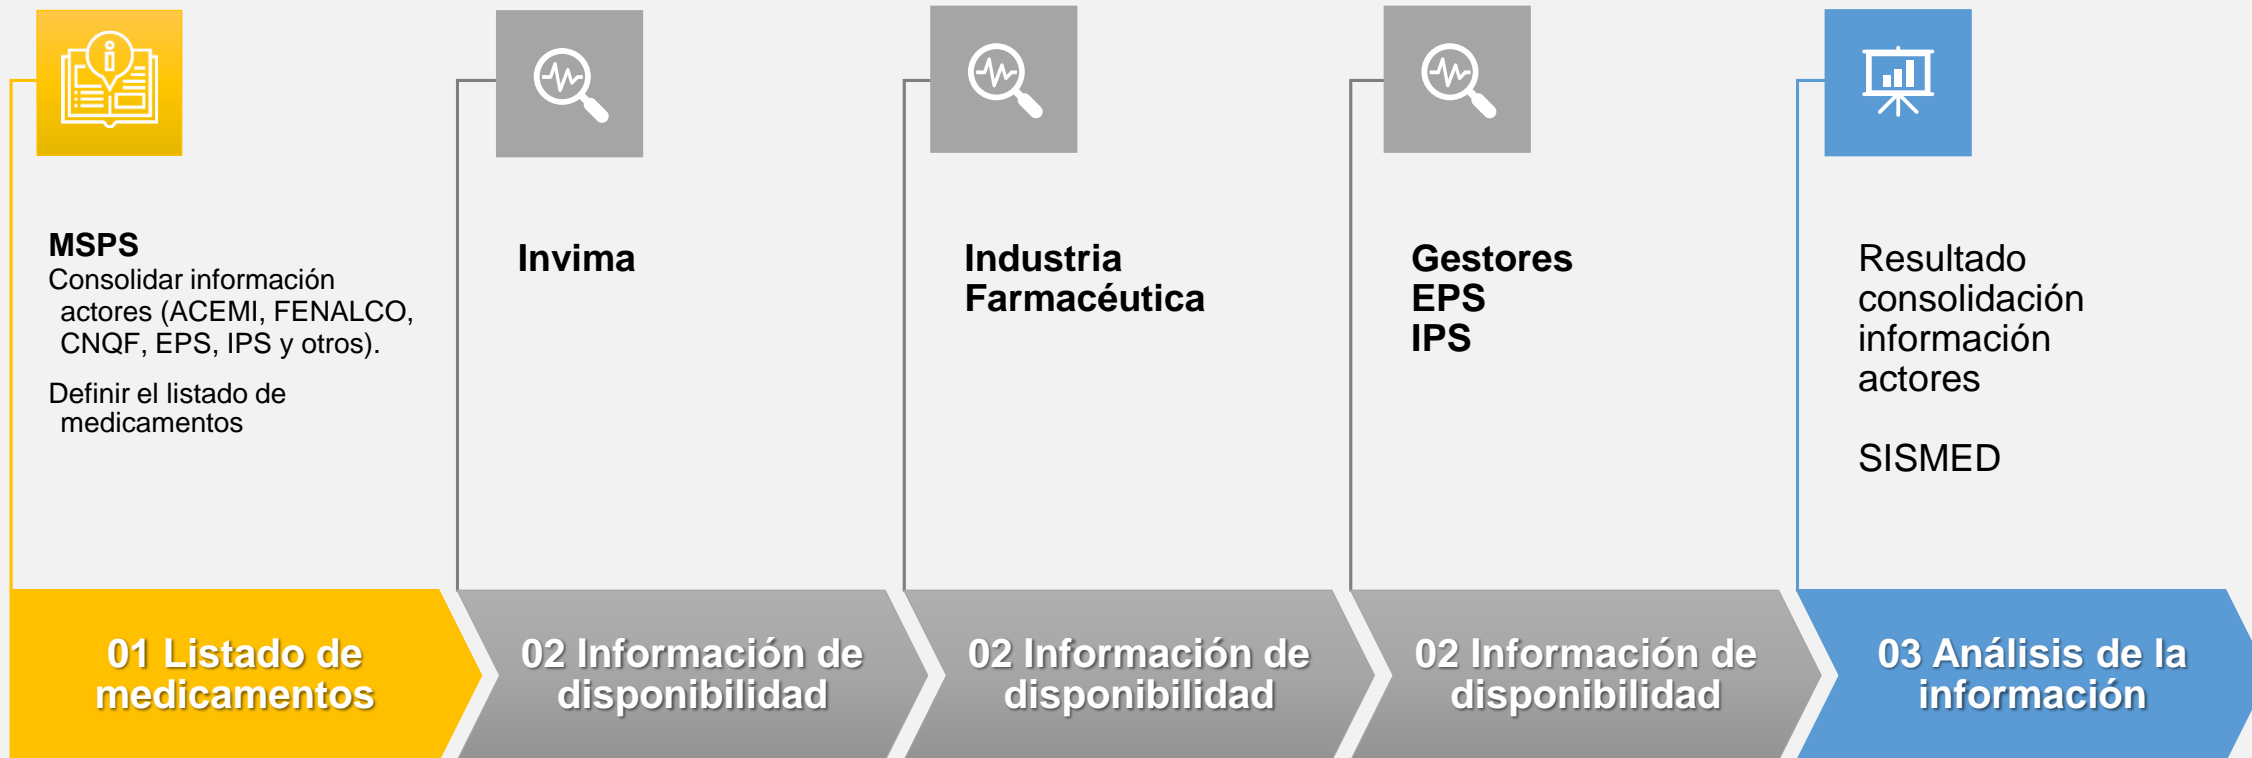 MSPS
Consolidar información
actores (ACEMI, FENALCO,
CNQF, EPS, IPS y otros).
Definir el listado de
medicamentos
01 Listado de
medicamentos
Invima
02 Información de
disponibilidad
Industria
Farmacéutica
02 Información de
disponibilidad
Gestores
EPS
IPS
02 Información de
disponibilidad
Resultado
consolidación
información
actores
SISMED
03 Análisis de la
información